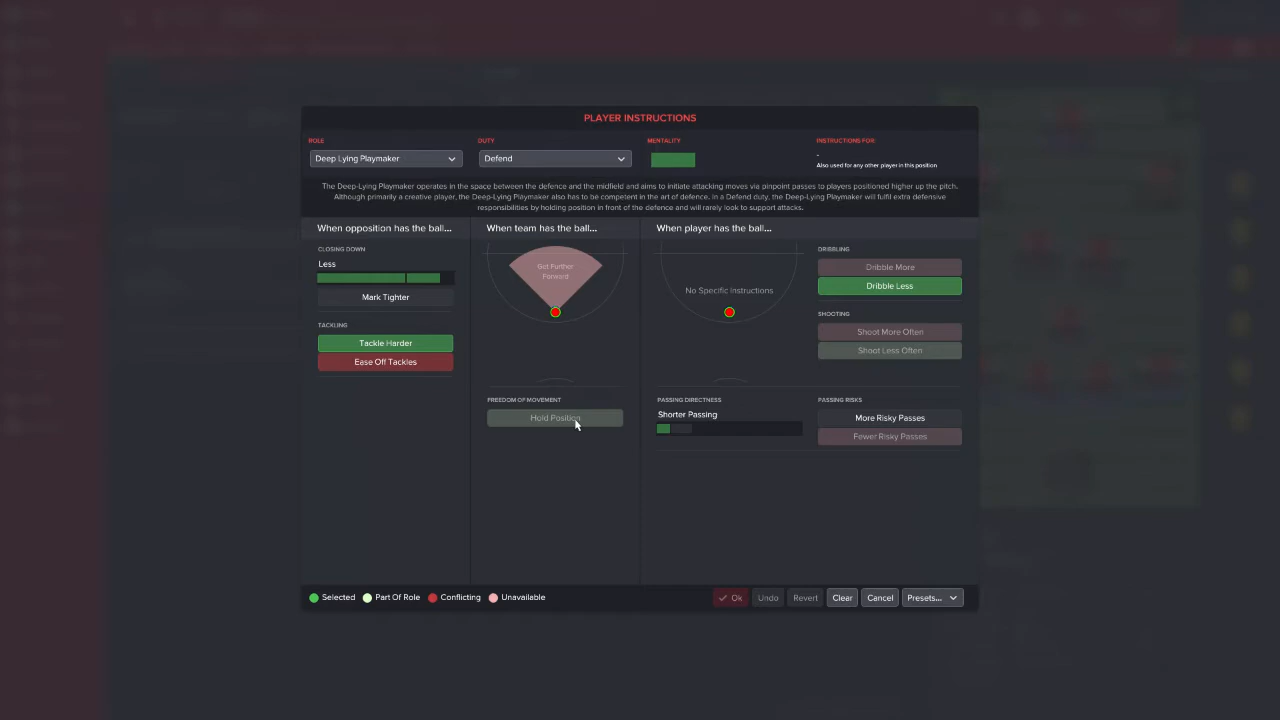 PLAYER INSTRUCTIONS
ROLE
DUTY
MENTALITY
INSTRUCTIONS FOR
Deep Lying Playmaker
Defend
-
Also used for any other player in this position
The Deep-Lying Playmaker operates in the space between the defence and the midfield and aims to initiate attacking moves via pinpoint passes to players positioned higher up the pitch.
Although primarily a creative player, the Deep-Lying Playmaker also has to be competent in the art of defence. In a Defend duty, the Deep-Lying Playmaker will fulfil extra defensive
responsibilities by holding position in front of the defence and will rarely look to support attacks.
When opposition has the ball...
CLOSING DOWN
Less
Mark Tighter
TACKLING
Tackle Harder
Ease Off Tackles
When team has the ball...
Get Further
Forward
FREEDOM OF MOVEMENT
Hold Position
When player has the ball...
No Specific Instructions
DRIBBLING
Dribble More
Dribble Less
SHOOTING
Shoot More Often
Shoot Less Often
PASSING DIRECTNESS
Shorter Passing
PASSING RISKS
More Risky Passes
Fewer Risky Passes
Selected
Part Of Role
Conflicting
Unavailable
Ok
Undo
Revert
Clear
Cancel
Presets...